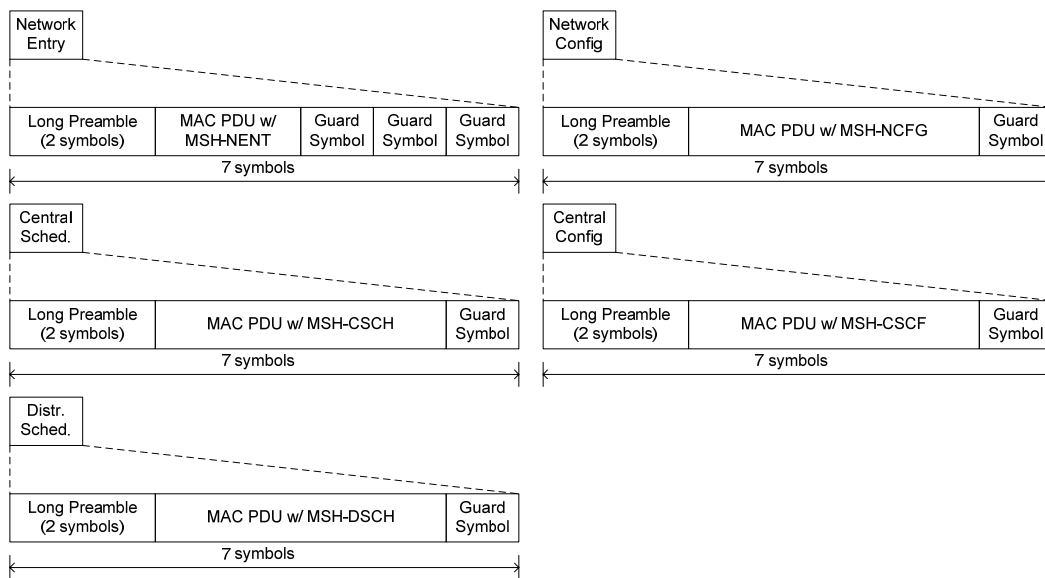 Network
Entry
Long Preamble
(2 symbols)
MAC PDU w/
MSH-NENT
Guard
Symbol
Guard
Symbol
Guard
Symbol
7 symbols
Network
Config
Long Preamble
(2 symbols)
MAC PDU w/ MSH-NCFG
Guard
Symbol
7 symbols
Central
Sched.
Long Preamble
(2 symbols)
MAC PDU w/ MSH-CSCH
Guard
Symbol
7 symbols
Central
Config
Long Preamble
(2 symbols)
MAC PDU w/ MSH-CSCF
Guard
Symbol
7 symbols
Distr.
Sched.
Long Preamble
(2 symbols)
MAC PDU w/ MSH-DSCH
Guard
Symbol
7 symbols